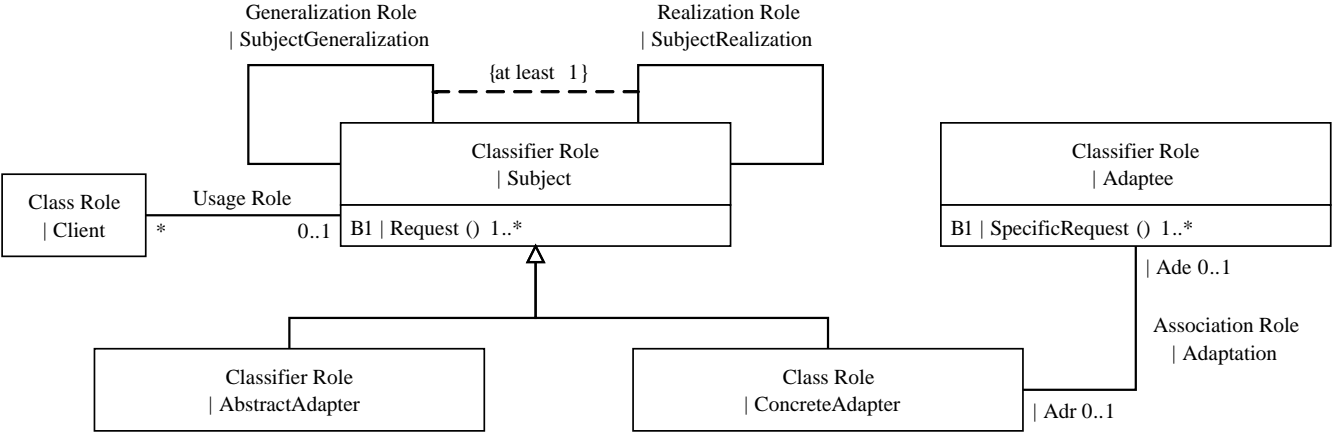 Generalization Role
| SubjectGeneralization
Realization Role
| SubjectRealization
{at least 1}
Classifier Role
| Subject
B1 | Request () 1..*
Classifier Role
| Adaptee
B1 | SpecificRequest () 1..*
Class Role
| Client
Usage Role
*
0..1
| Ade 0..1
Association Role
| Adaptation
Classifier Role
| AbstractAdapter
Class Role
| ConcreteAdapter
| Adr 0..1